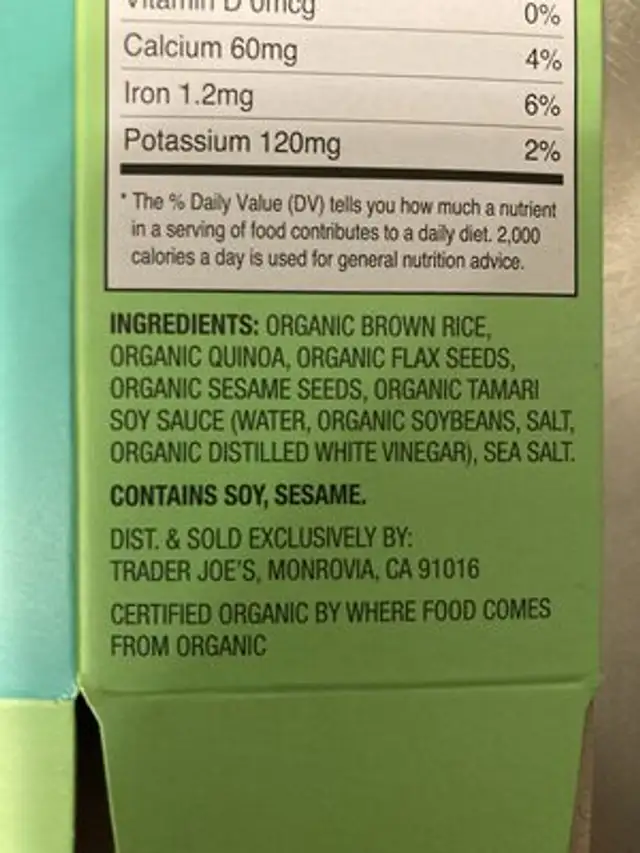 Vitamin D 0mcg 0%
Calcium 60mg 4%
Iron 1.2mg 6%
Potassium 120mg 2%
* The % Daily Value (DV) tells you how much a nutrient
in a serving of food contributes to a daily diet. 2,000
calories a day is used for general nutrition advice.
INGREDIENTS: ORGANIC BROWN RICE,
ORGANIC QUINOA, ORGANIC FLAX SEEDS,
ORGANIC SESAME SEEDS, ORGANIC TAMARI
SOY SAUCE (WATER, ORGANIC SOYBEANS, SALT,
ORGANIC DISTILLED WHITE VINEGAR), SEA SALT.
CONTAINS SOY, SESAME.
DIST. & SOLD EXCLUSIVELY BY:
TRADER JOE'S, MONROVIA, CA 91016
CERTIFIED ORGANIC BY WHERE FOOD COMES
FROM ORGANIC